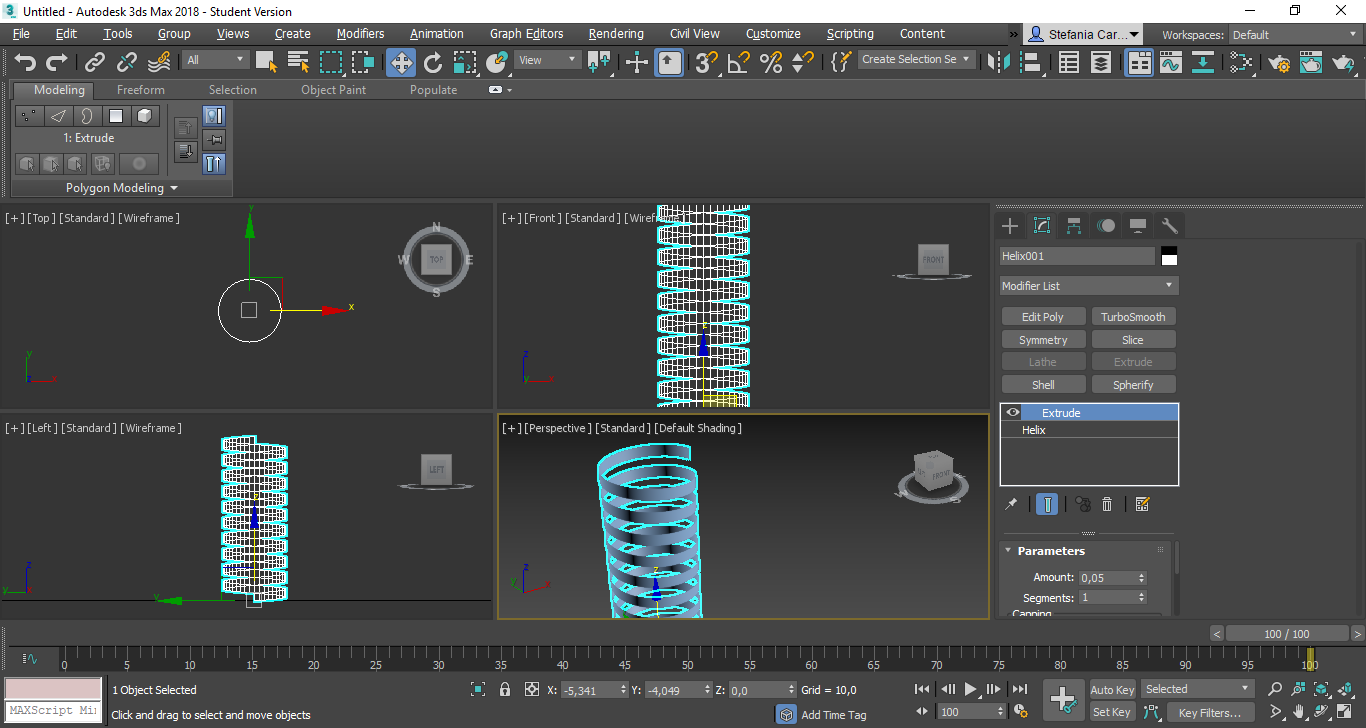 3 Untitled - Autodesk 3ds Max 2018 - Student Version
File Edit Tools Group Views Create Modifiers Animation Graph Editors Rendering Civil View Customize Scripting Content » Stefania Car... Workspaces: Default
All View Create Selection Se
Modeling Freeform Selection Object Paint Populate
1: Extrude
Polygon Modeling
[+] [Top] [Standard] [Wireframe]
y
x
N
W TOP E
S
y
z x
[+] [Front] [Standard] [Wireframe]
FRONT
z
z
y x
Helix001
Modifier List
Edit Poly TurboSmooth
Symmetry Slice
Lathe Extrude
Shell Spherify
Extrude
Helix
Parameters
Amount: 0,05
Segments: 1
Capping
[+] [Left] [Standard] [Wireframe]
LEFT
z
y
z
y
[+] [Perspective] [Standard] [Default Shading]
FRONT
z
z
y x
< 100 / 100 >
0 5 10 15 20 25 30 35 40 45 50 55 60 65 70 75 80 85 90 95 100
1 Object Selected X: -5,341 Y: -4,049 Z: 0,0 Grid = 10,0 Auto Key Selected
MAXScript Mi
Click and drag to select and move objects Add Time Tag 100 Set Key Key Filters...